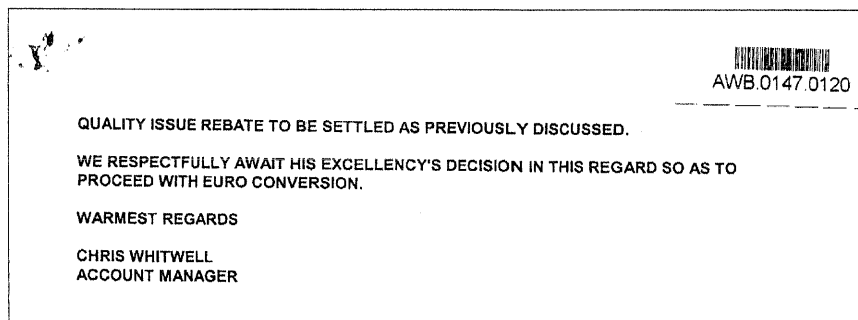 AWB.0147.0120
QUALITY ISSUE REBATE TO BE SETTLED AS PREVIOUSLY DISCUSSED.
WE RESPECTFULLY AWAIT HIS EXCELLENCY'S DECISION IN THIS REGARD SO AS TO
PROCEED WITH EURO CONVERSION.
WARMEST REGARDS
CHRIS WHITWELL
ACCOUNT MANAGER